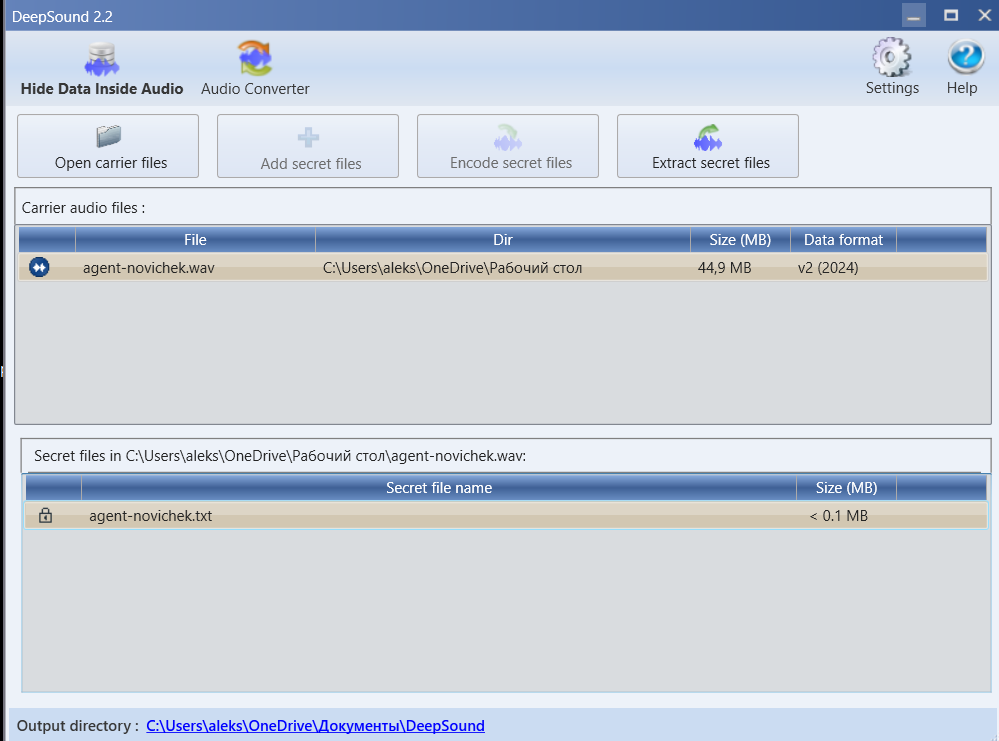 DeepSound 2.2
Hide Data Inside Audio Audio Converter Settings Help
Open carrier files Add secret files Encode secret files Extract secret files
Carrier audio files :
File Dir Size (MB) Data format
agent-novichek.wav C:\Users\aleks\OneDrive\Рабочий стол 44,9 MB v2 (2024)
Secret files in C:\Users\aleks\OneDrive\Рабочий стол\agent-novichek.wav:
Secret file name Size (MB)
agent-novichek.txt < 0.1 MB
Output directory : C:\Users\aleks\OneDrive\Документы\DeepSound